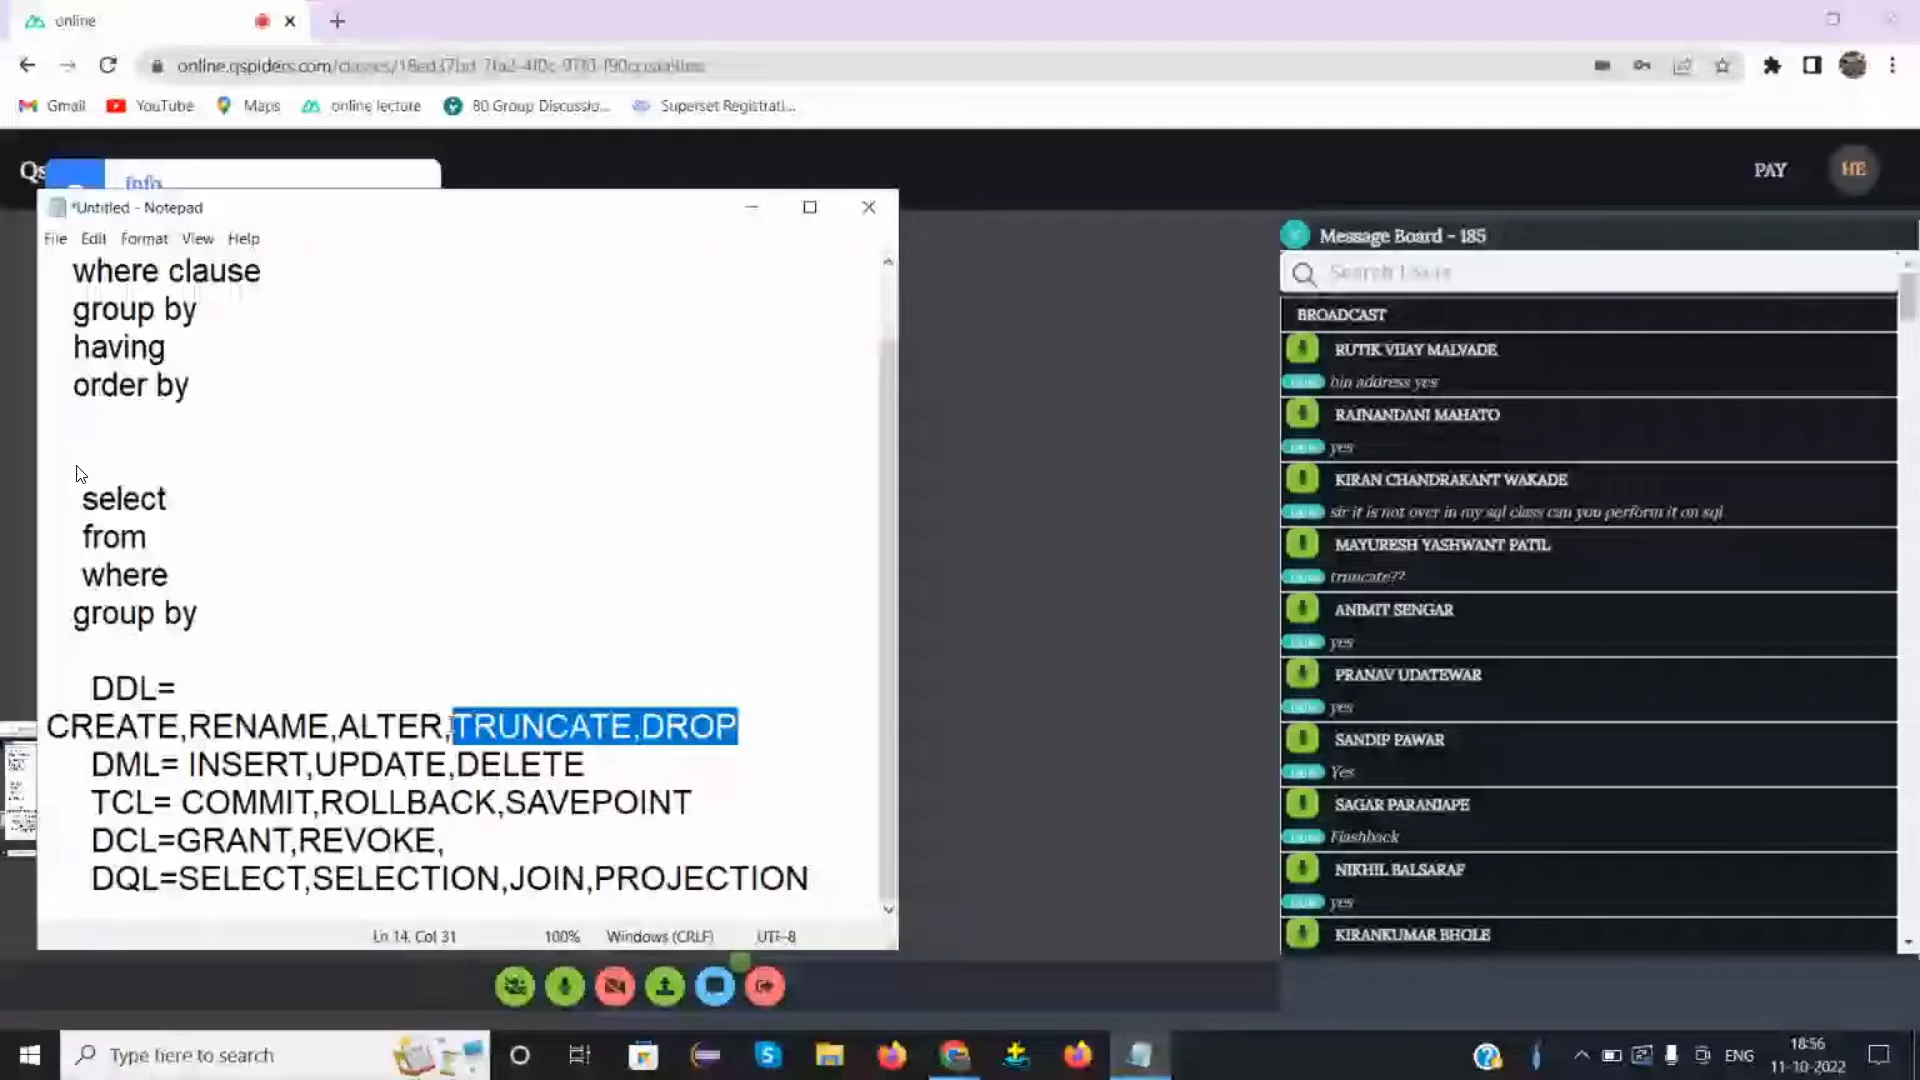 online
online.qspiders.com/classes/
Gmail
YouTube
Maps
online lecture
80 Group Discussio...
Superset Registrati...
Qs
Info
PAY
HE
*Untitled - Notepad
File Edit Format View Help
where clause
group by
having
order by
select
from
where
group by
DDL=
CREATE,RENAME,ALTER,TRUNCATE,DROP
DML= INSERT,UPDATE,DELETE
TCL= COMMIT,ROLLBACK,SAVEPOINT
DCL=GRANT,REVOKE,
DQL=SELECT,SELECTION,JOIN,PROJECTION
Ln 14, Col 31
100%
Windows (CRLF)
UTF-8
Message Board - 185
Search Users
BROADCAST
RUTIK VIJAY MALVADE
bin address yes
RAJNANDANI MAHATO
yes
KIRAN CHANDRAKANT WAKADE
sir it is not over in my sql class can you perform it on sql
MAYURESH YASHWANT PATIL
truncate??
ANIMIT SENGAR
yes
PRANAV UDATEWAR
yes
SANDIP PAWAR
Yes
SAGAR PARANJAPE
Flashback
NIKHIL BALSARAF
yes
KIRANKUMAR BHOLE
Type here to search
ENG
18:56
11-10-2022